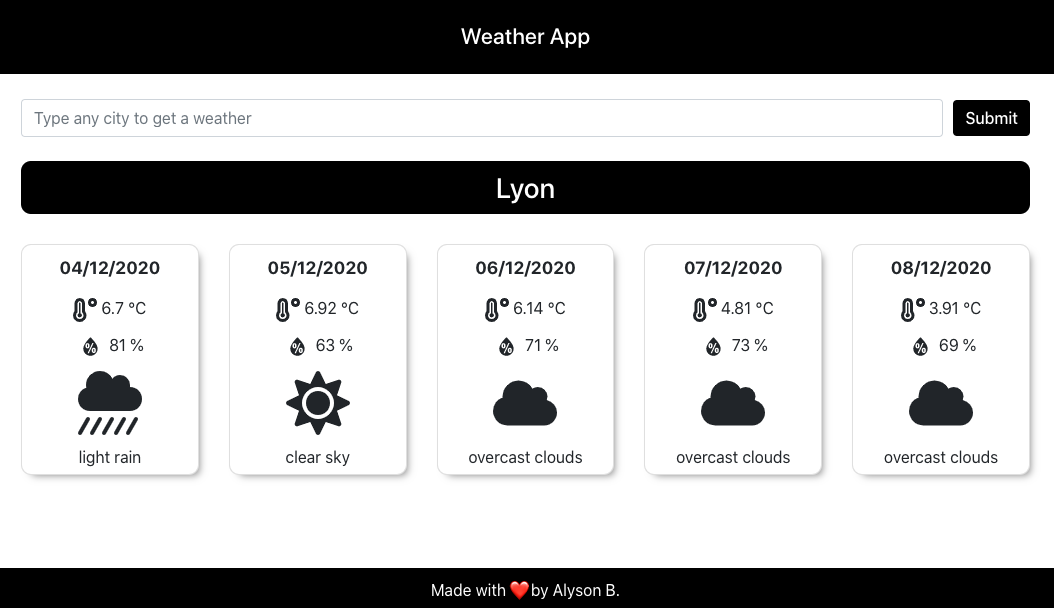 Weather App
Type any city to get a weather
Submit
Lyon
04/12/2020
6.7 °C
% 81 %
light rain
05/12/2020
6.92 °C
% 63 %
clear sky
06/12/2020
6.14 °C
% 71 %
overcast clouds
07/12/2020
4.81 °C
% 73 %
overcast clouds
08/12/2020
3.91 °C
% 69 %
overcast clouds
Made with ❤️by Alyson B.